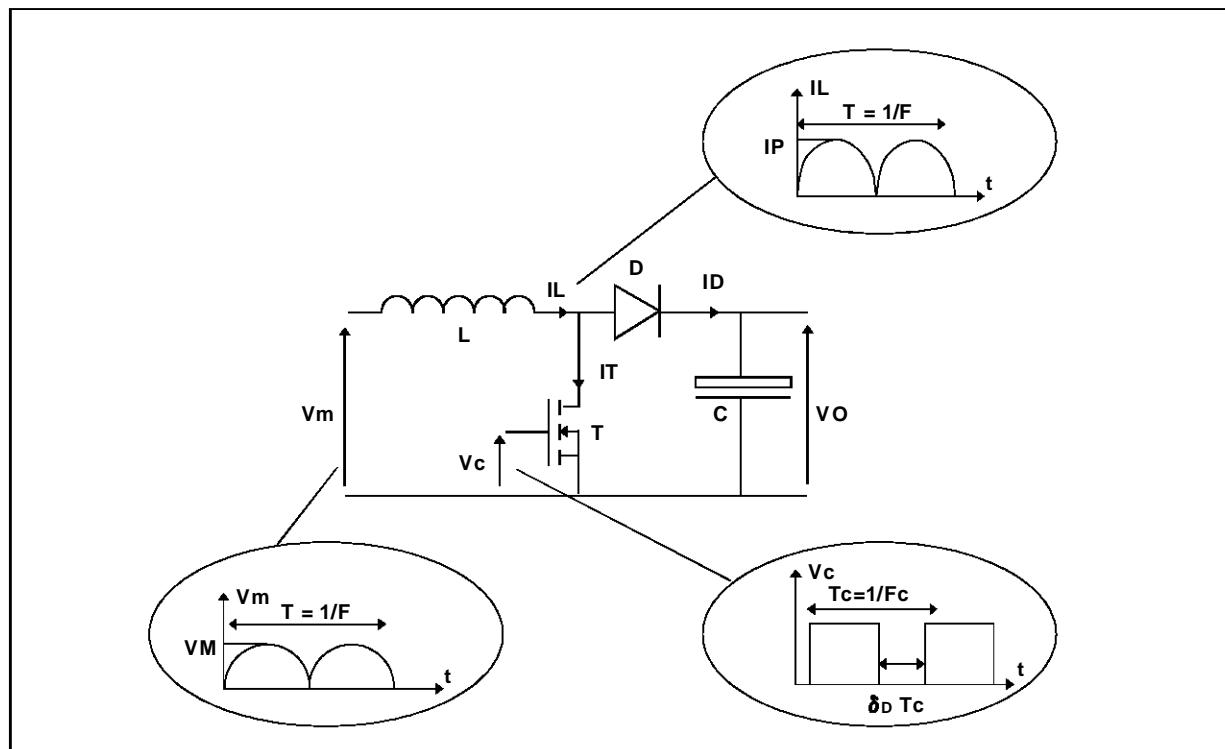 IL
T = 1/F
IP
t
D
IL
ID
L
IT
Vm
C
VO
T
Vc
Vm
T = 1/F
VM
t
Vc
Tc=1/Fc
t
δD Tc